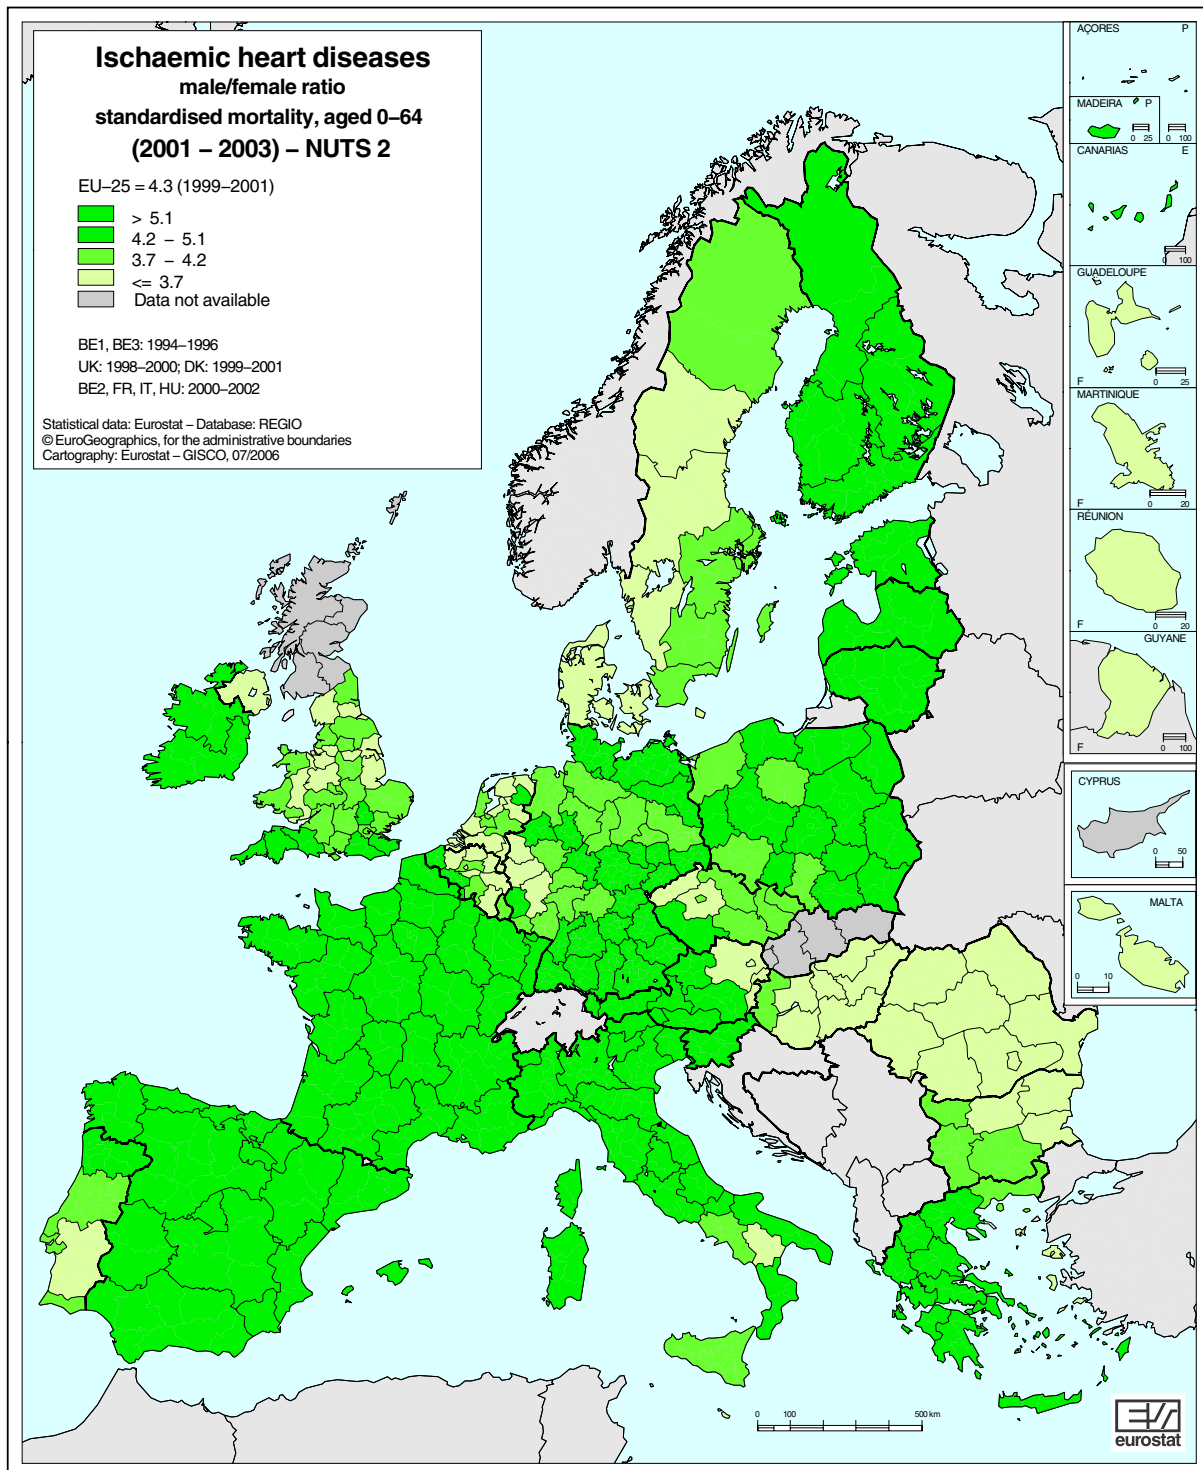 Ischaemic heart diseases
male/female ratio
standardised mortality, aged 0–64
(2001 – 2003) – NUTS 2
EU–25 = 4.3 (1999–2001)
> 5.1
4.2 – 5.1
3.7 – 4.2
<= 3.7
Data not available
BE1, BE3: 1994–1996
UK: 1998–2000; DK: 1999–2001
BE2, FR, IT, HU: 2000–2002
Statistical data: Eurostat – Database: REGIO
© EuroGeographics, for the administrative boundaries
Cartography: Eurostat – GISCO, 07/2006
AÇORES P
MADEIRA P
0 25
0 100
CANARIAS E
0 100
GUADELOUPE
F 0 25
MARTINIQUE
F 0 20
RÉUNION
F 0 20
GUYANE
F 0 100
CYPRUS
0 50
MALTA
0 10
0 100 500 km
eurostat